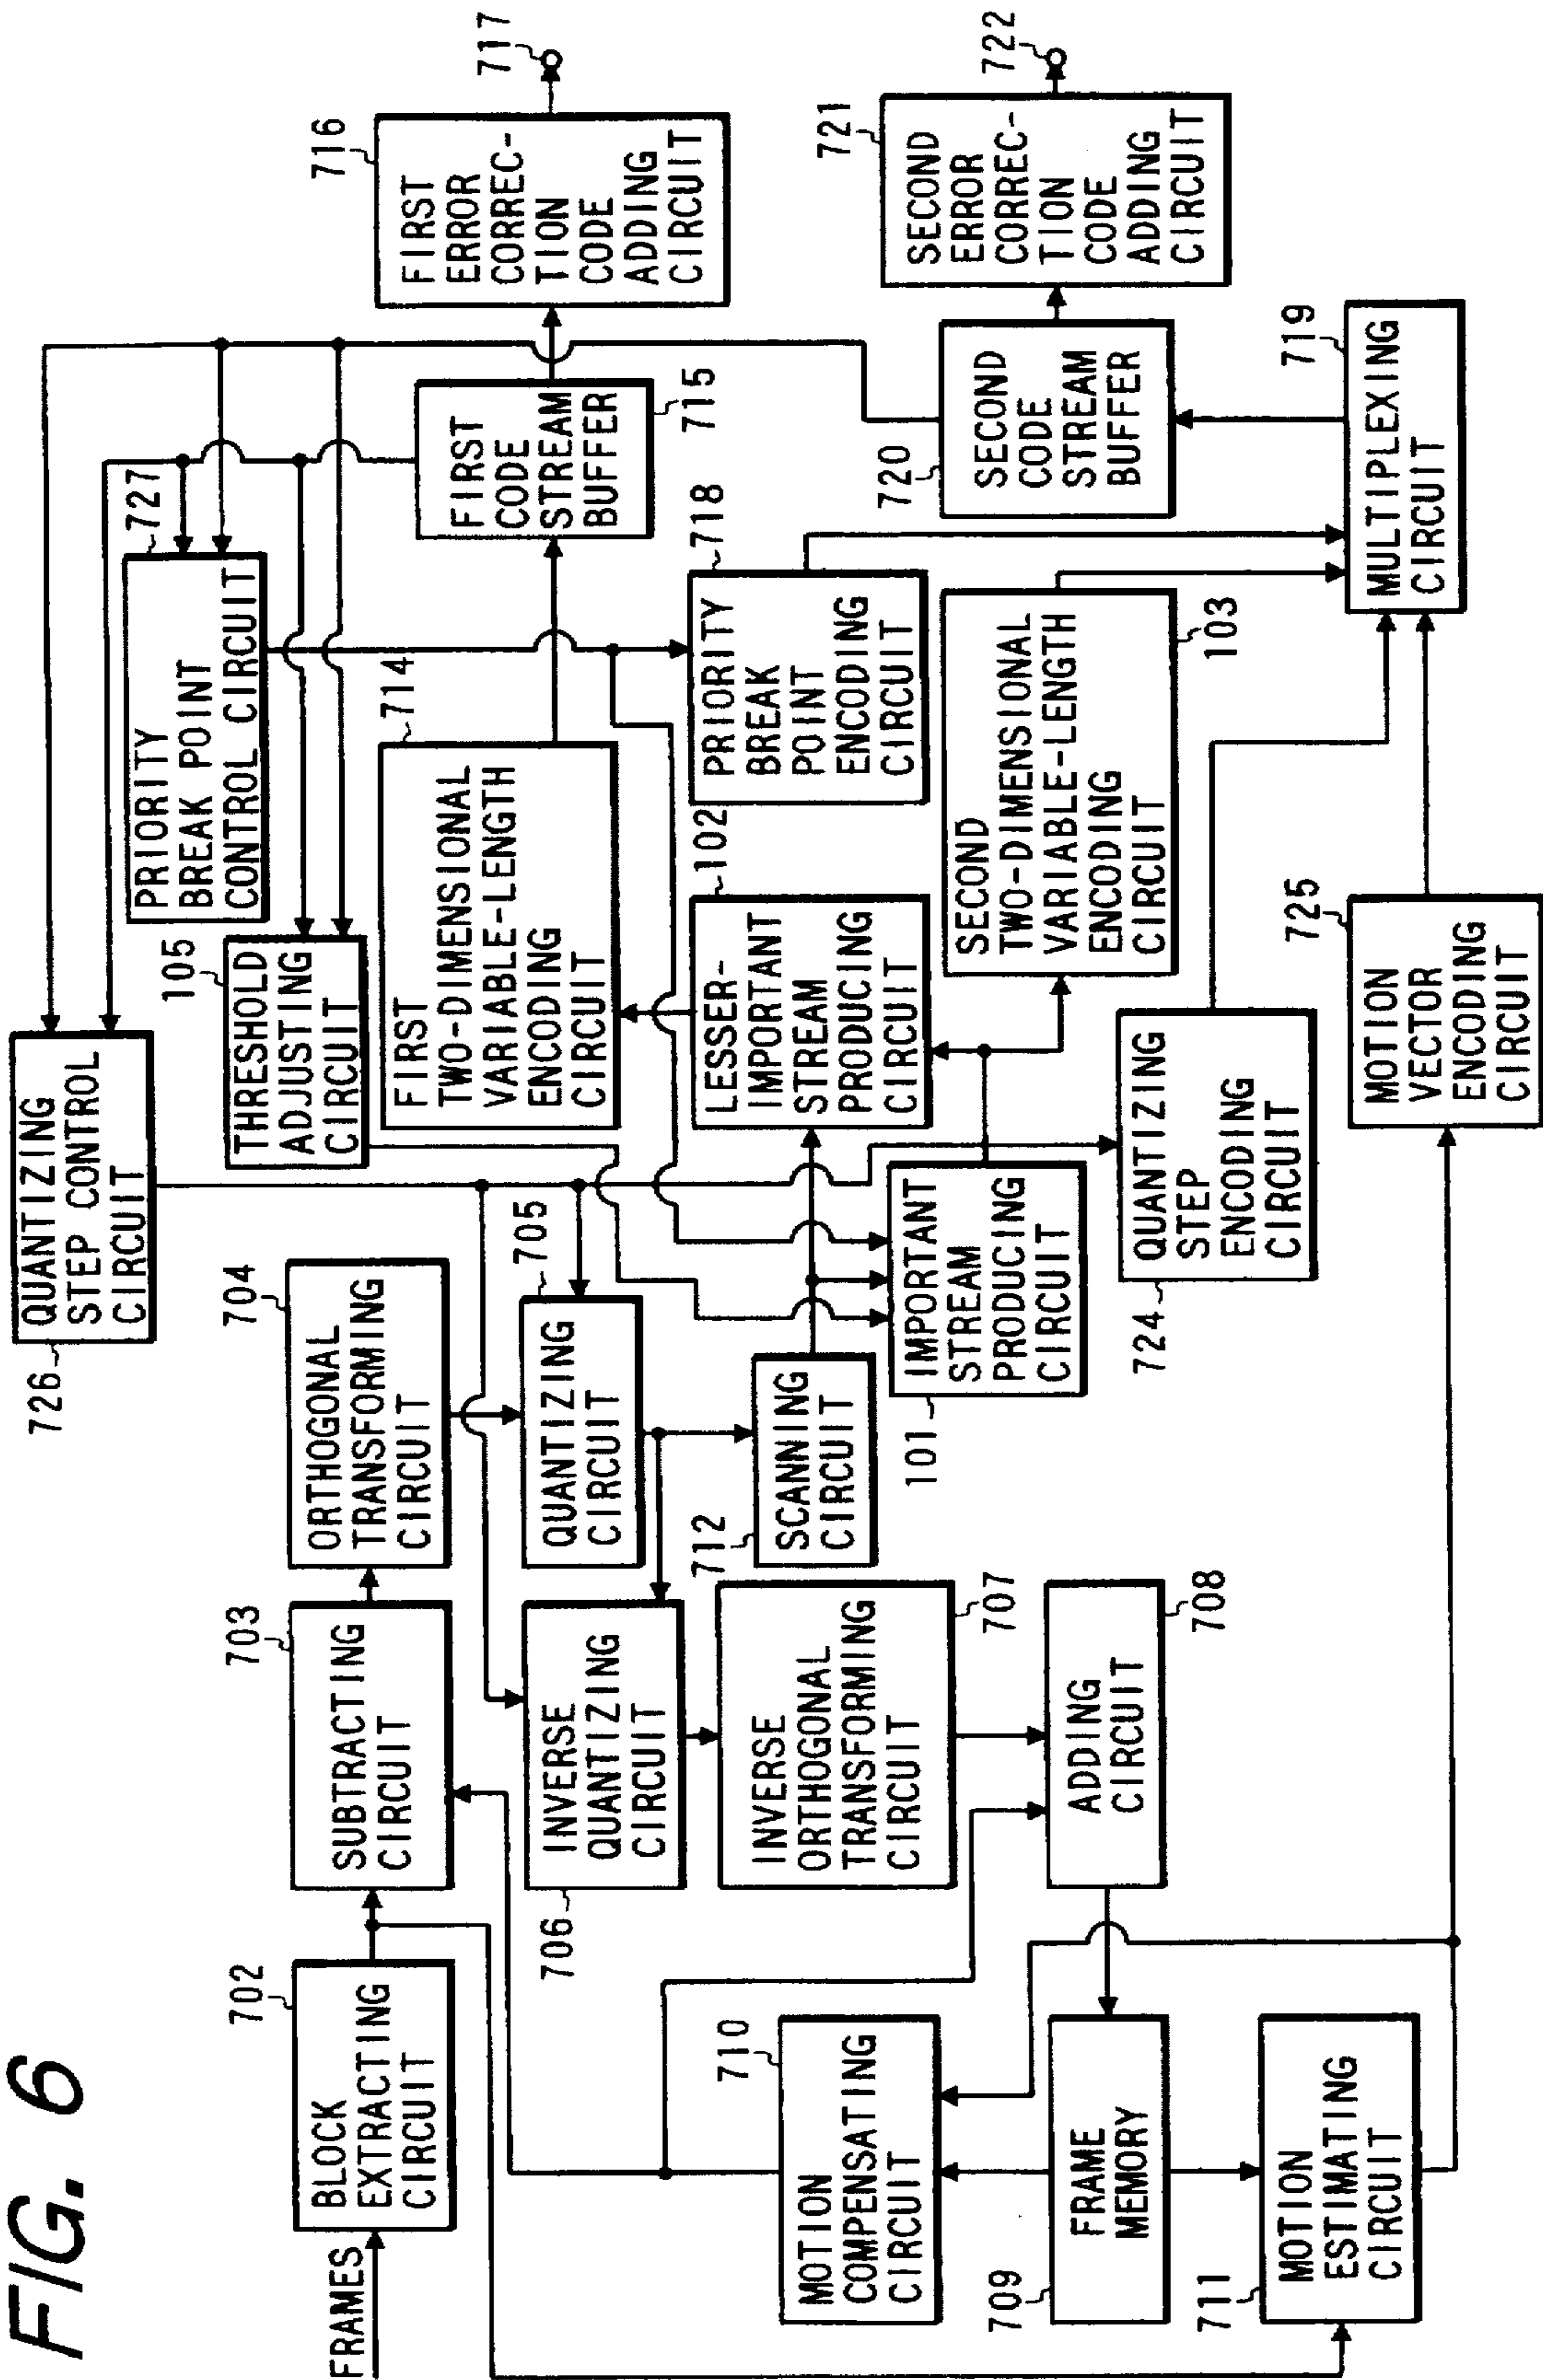 FIG. 6
FRAMES
702
BLOCK
EXTRACTING
CIRCUIT
703
SUBTRACTING
CIRCUIT
704
ORTHOGONAL
TRANSFORMING
CIRCUIT
726
QUANTIZING
STEP CONTROL
CIRCUIT
105
THRESHOLD
ADJUSTING
CIRCUIT
727
PRIORITY
BREAK POINT
CONTROL CIRCUIT
716
FIRST
ERROR
CORREC-
TION
CODE
ADDING
CIRCUIT
717
706
INVERSE
QUANTIZING
CIRCUIT
705
QUANTIZING
CIRCUIT
714
FIRST
TWO-DIMENSIONAL
VARIABLE-LENGTH
ENCODING
CIRCUIT
FIRST
CODE
STREAM
BUFFER
715
710
MOTION
COMPENSATING
CIRCUIT
INVERSE
ORTHOGONAL
TRANSFORMING
CIRCUIT
707
712
SCANNING
CIRCUIT
102
LESSER-
IMPORTANT
STREAM
PRODUCING
CIRCUIT
718
PRIORITY
BREAK
POINT
ENCODING
CIRCUIT
101
IMPORTANT
STREAM
PRODUCING
CIRCUIT
SECOND
TWO-DIMENSIONAL
VARIABLE-LENGTH
ENCODING
CIRCUIT
103
720
SECOND
CODE
STREAM
BUFFER
721
SECOND
ERROR
CORREC-
TION
CODE
ADDING
CIRCUIT
722
709
FRAME
MEMORY
ADDING
CIRCUIT
708
724
QUANTIZING
STEP
ENCODING
CIRCUIT
711
MOTION
ESTIMATING
CIRCUIT
725
MOTION
VECTOR
ENCODING
CIRCUIT
719
MULTIPLEXING
CIRCUIT